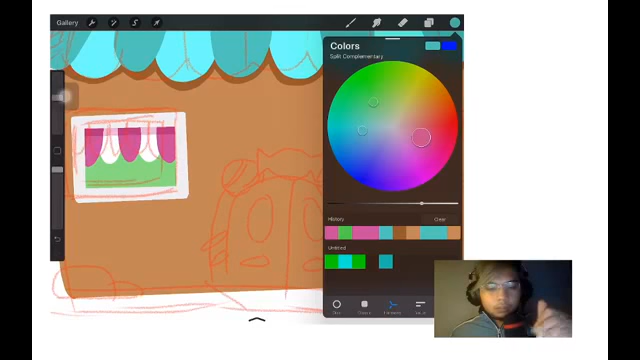 Gallery
Colors
Split Complementary
History
Clear
Untitled
Disc
Classic
Harmony
Value